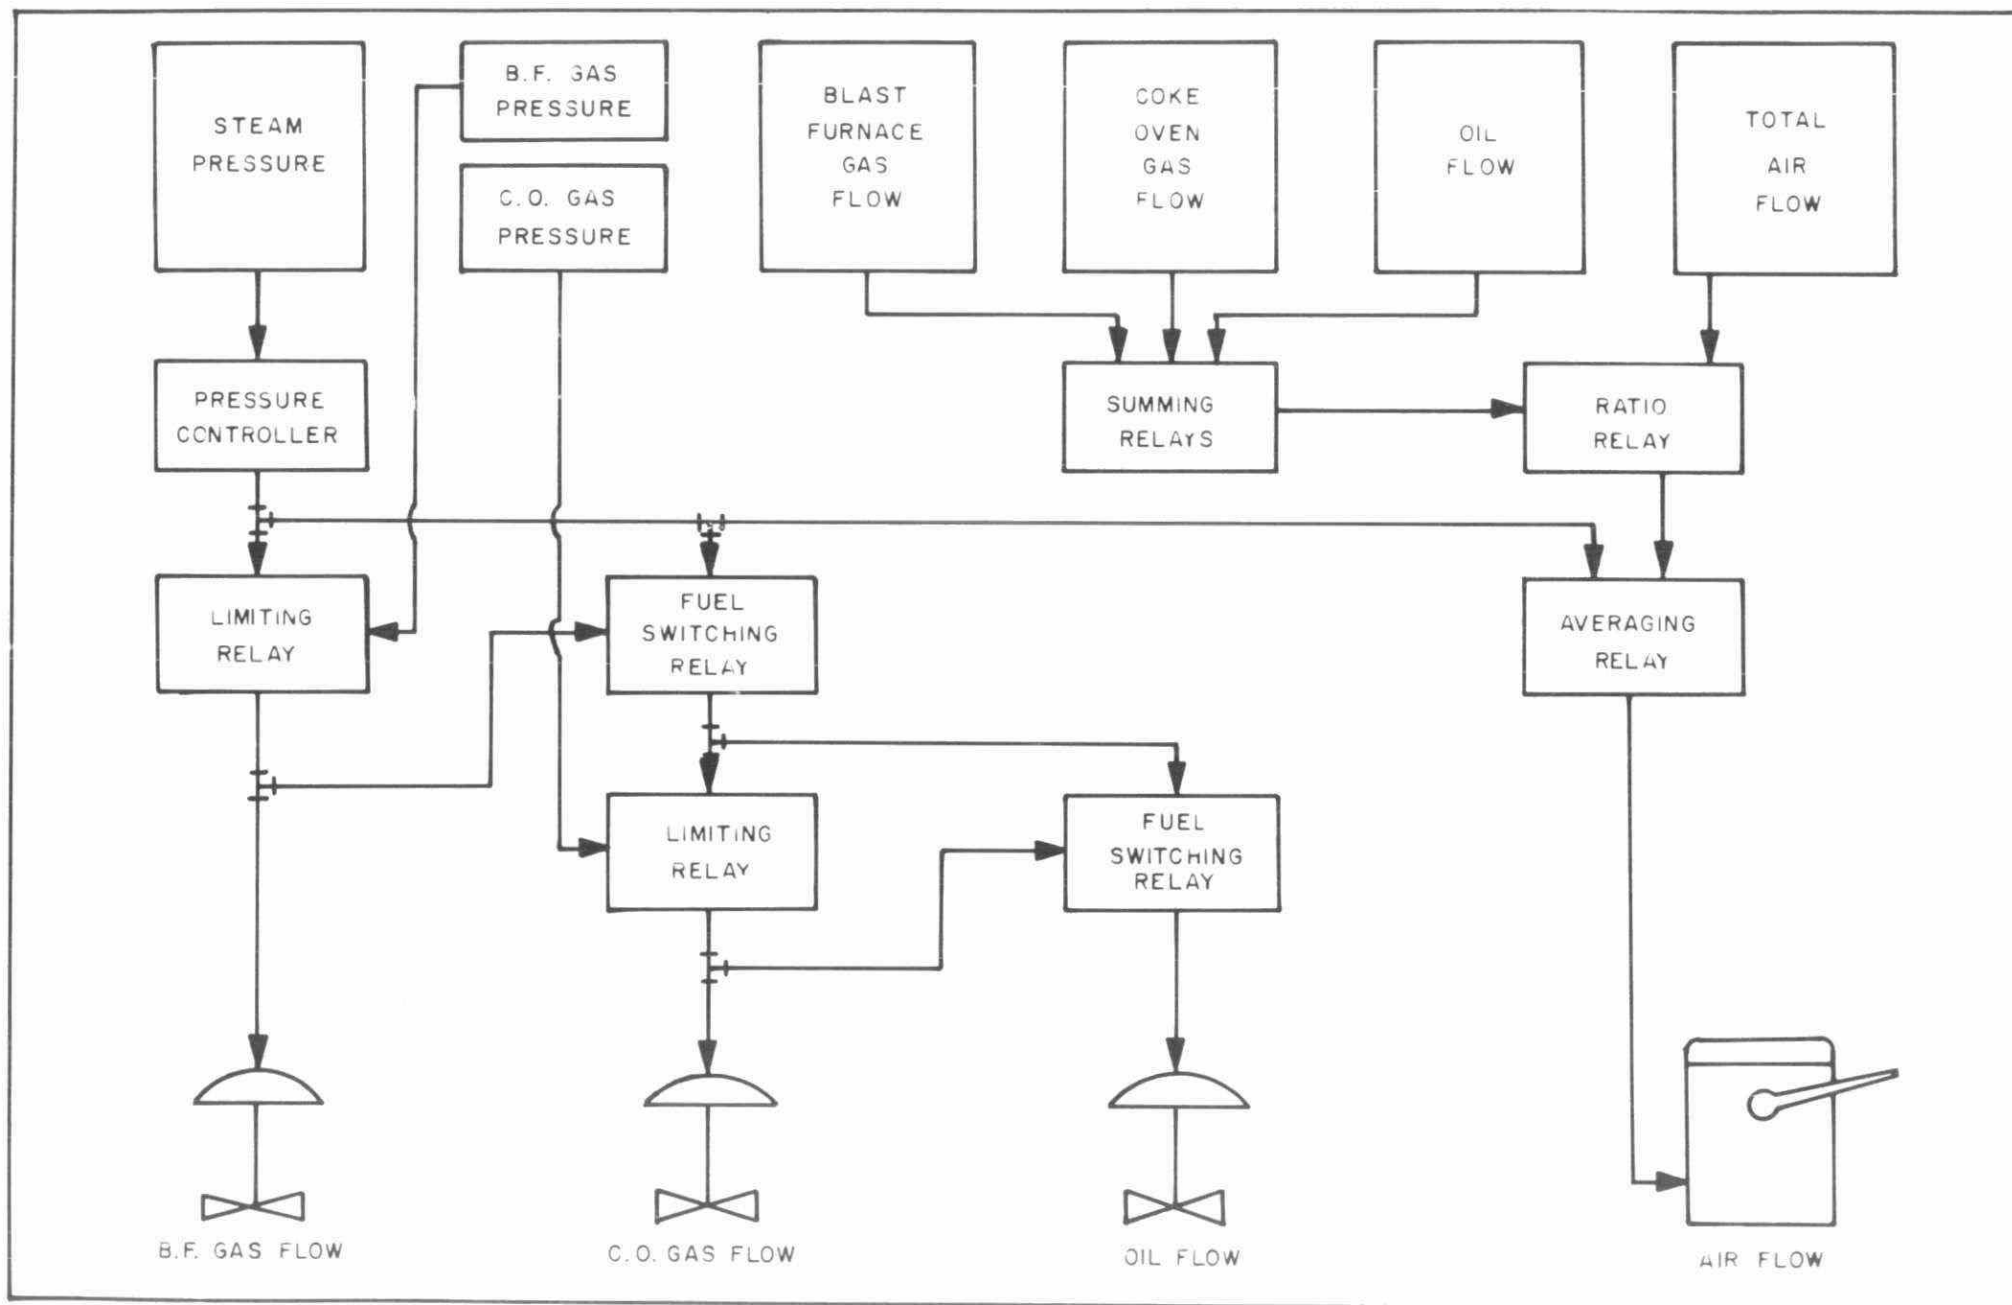 STEAM
PRESSURE
B.F. GAS
PRESSURE
C.O. GAS
PRESSURE
BLAST
FURNACE
GAS
FLOW
COKE
OVEN
GAS
FLOW
OIL
FLOW
TOTAL
AIR
FLOW
PRESSURE
CONTROLLER
SUMMING
RELAYS
RATIO
RELAY
LIMITING
RELAY
FUEL
SWITCHING
RELAY
AVERAGING
RELAY
LIMITING
RELAY
FUEL
SWITCHING
RELAY
B.F. GAS FLOW
C.O. GAS FLOW
OIL FLOW
AIR FLOW